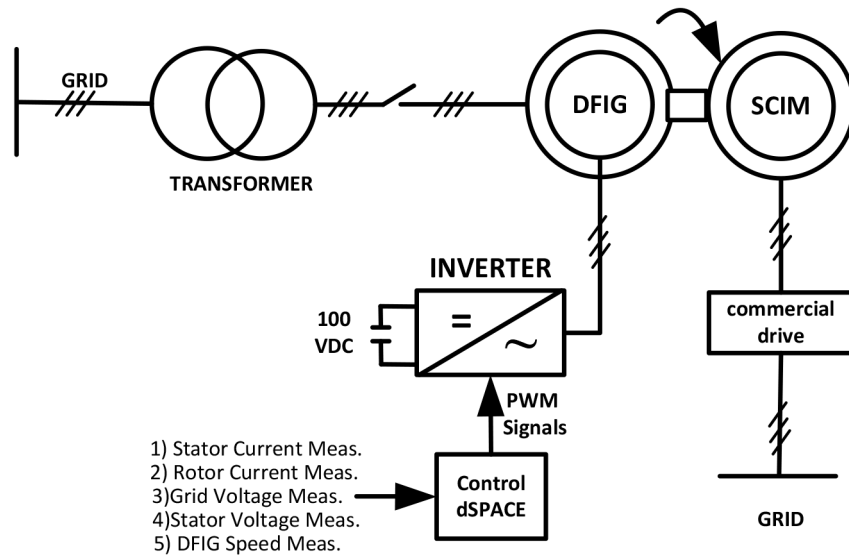 GRID
TRANSFORMER
DFIG
SCIM
INVERTER
100
VDC
=
~
commercial
drive
PWM
Signals
1) Stator Current Meas.
2) Rotor Current Meas.
3)Grid Voltage Meas.
4)Stator Voltage Meas.
5) DFIG Speed Meas.
Control
dSPACE
GRID